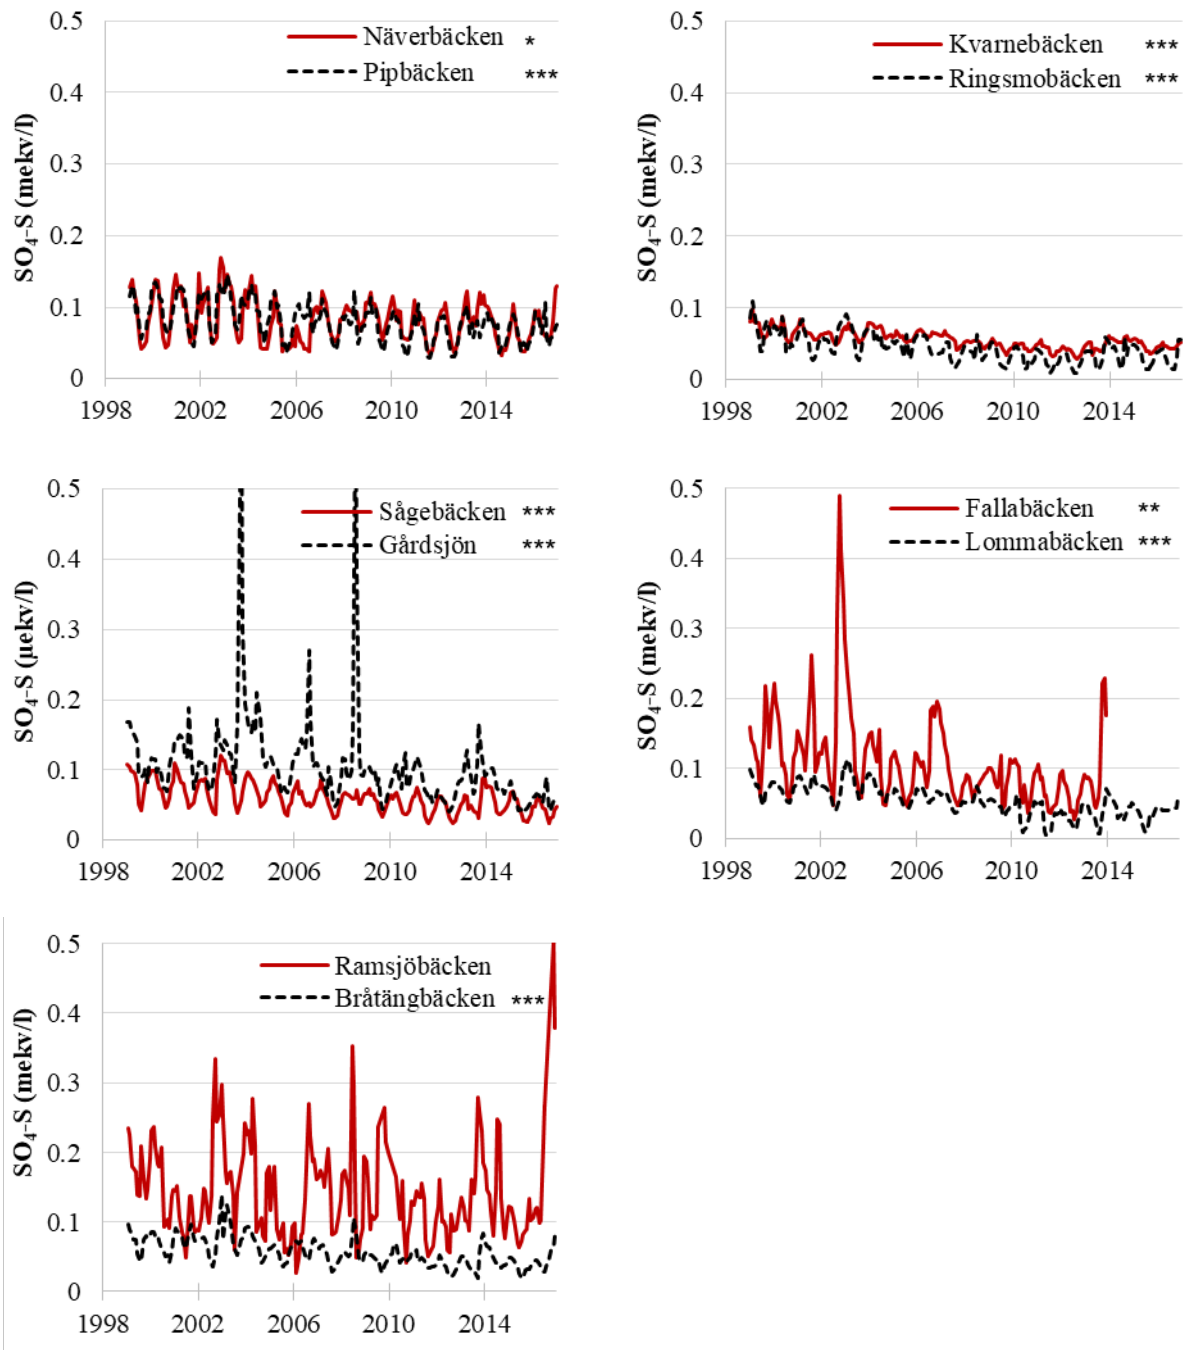 0.5
0.4
0.3
0.2
0.1
0
SO₄-S (mekv/l)
Näverbäcken *
Pipbäcken ***
1998 2002 2006 2010 2014
0.5
0.4
0.3
0.2
0.1
0
SO₄-S (mekv/l)
Kvarnebäcken ***
Ringsmobäcken ***
1998 2002 2006 2010 2014
0.5
0.4
0.3
0.2
0.1
0
SO₄-S (µekv/l)
Sågebäcken ***
Gårdsjön ***
1998 2002 2006 2010 2014
0.5
0.4
0.3
0.2
0.1
0
SO₄-S (mekv/l)
Fallabäcken **
Lommabäcken ***
1998 2002 2006 2010 2014
0.5
0.4
0.3
0.2
0.1
0
SO₄-S (mekv/l)
Ramsjöbäcken
Bråtängbäcken ***
1998 2002 2006 2010 2014